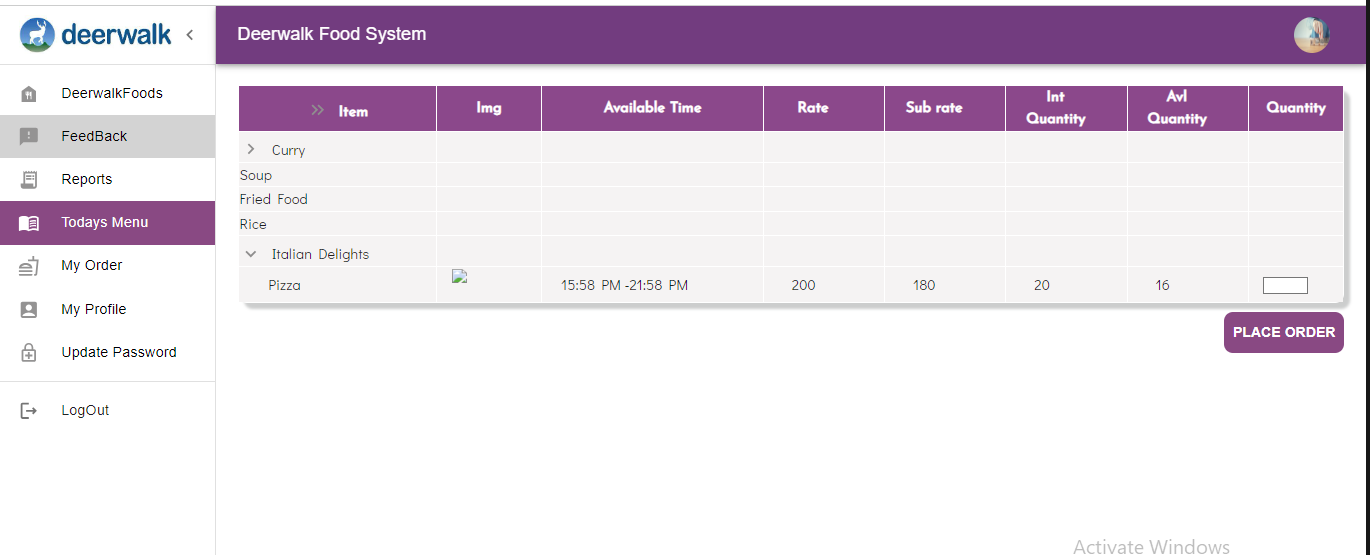 deerwalk
Deerwalk Food System
DeerwalkFoods
FeedBack
Reports
Todays Menu
My Order
My Profile
Update Password
LogOut
Item Img Available Time Rate Sub rate Int Quantity Avl Quantity Quantity
Curry
Soup
Fried Food
Rice
Italian Delights
Pizza 15:58 PM -21:58 PM 200 180 20 16
PLACE ORDER
Activate Windows